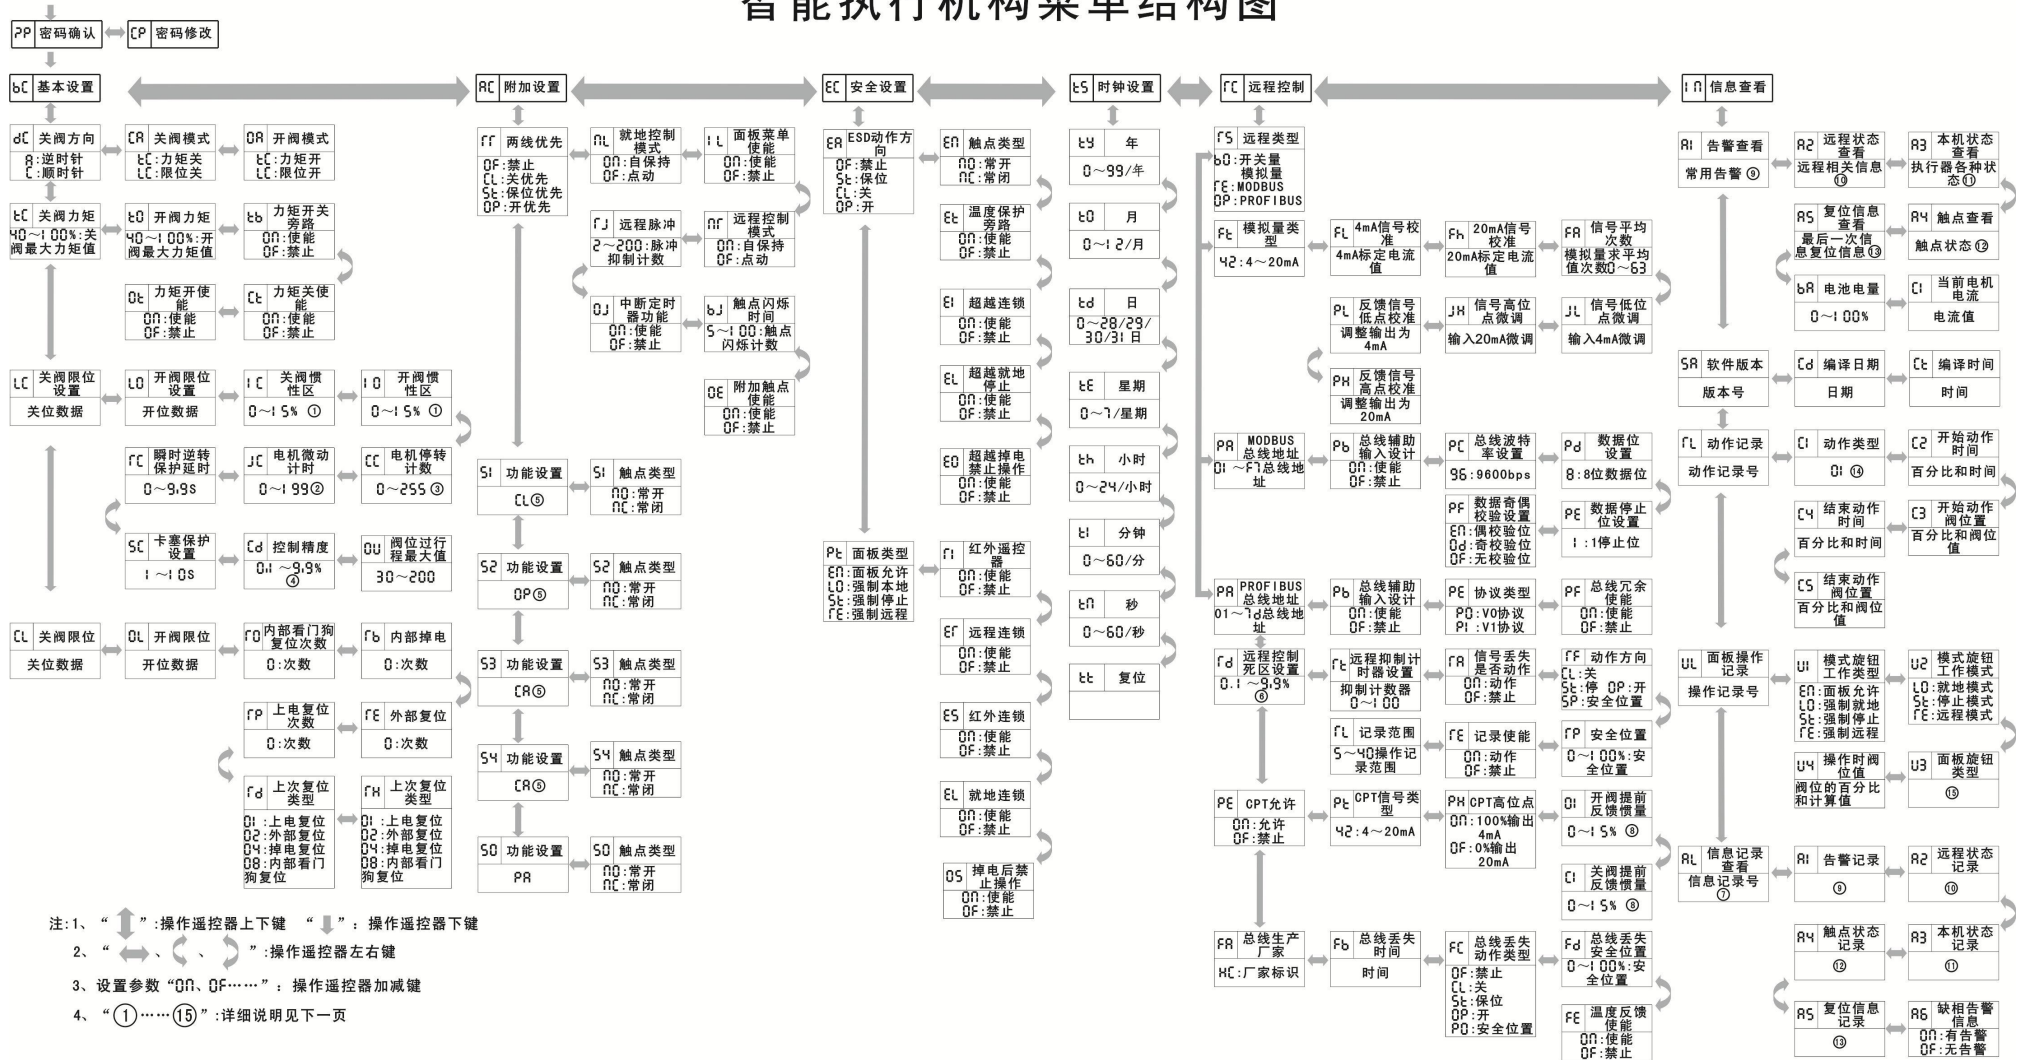 智能执行机构菜单结构图
PP 密码确认
CP 密码修改
bC 基本设置
AC 附加设置
EC 安全设置
tS 时钟设置
rC 远程控制
In 信息查看
dC 关阀方向
A:逆时针
C:顺时针
CA 关阀模式
tC:力矩关
LC:限位关
OA 开阀模式
tC:力矩开
LC:限位开
tC 关阀力矩
40~100%:关
阀最大力矩值
tO 开阀力矩
40~100%:开
阀最大力矩值
tb 力矩开关
旁路
On:使能
OF:禁止
Ot 力矩开使
能
On:使能
OF:禁止
Ct 力矩关使
能
On:使能
OF:禁止
LC 关阀限位
设置
关位数据
LO 开阀限位
设置
开位数据
IC 关阀惯
性区
0~15% ①
IO 开阀惯
性区
0~15% ①
rC 瞬时逆转
保护延时
0~9.9s
JC 电机微动
计时
0~199②
CC 电机停转
计数
0~255③
SC 卡塞保护
设置
1~10s
Cd 控制精度
0.1~9.9%
④
OU 阀位过行
程最大值
30~200
CL 关阀限位
关位数据
OL 开阀限位
开位数据
rO 内部看门狗
复位次数
0:次数
rb 内部掉电
0:次数
rP 上电复位
次数
0:次数
rE 外部复位
0:次数
rd 上次复位
类型
01:上电复位
02:外部复位
04:掉电复位
08:内部看门
狗复位
rH 上次复位
类型
01:上电复位
02:外部复位
04:掉电复位
08:内部看门
狗复位
rr 两线优先
OF:禁止
CL:关优先
St:保位优先
OP:开优先
nL 就地控制
模式
On:自保持
OF:点动
IL 面板菜单
使能
On:使能
OF:禁止
rJ 远程脉冲
2~200:脉冲
抑制计数
nr 远程控制
模式
On:自保持
OF:点动
OJ 中断定时
器功能
On:使能
OF:禁止
bJ 触点闪烁
时间
5~100:触点
闪烁计数
OE 附加触点
使能
On:使能
OF:禁止
S1 功能设置
CL⑤
S1 触点类型
nO:常开
nC:常闭
S2 功能设置
OP⑤
S2 触点类型
nO:常开
nC:常闭
S3 功能设置
CA⑤
S3 触点类型
nO:常开
nC:常闭
S4 功能设置
CA⑤
S4 触点类型
nO:常开
nC:常闭
SO 功能设置
PA
SO 触点类型
nO:常开
nC:常闭
EA ESD动作方
向
OF:禁止
St:保位
CL:关
OP:开
En 触点类型
nO:常开
nC:常闭
Et 温度保护
旁路
On:使能
OF:禁止
EI 超越连锁
On:使能
OF:禁止
EL 超越就地
停止
On:使能
OF:禁止
EO 超越掉电
禁止操作
On:使能
OF:禁止
Pt 面板类型
En:面板允许
LO:强制本地
St:强制停止
rE:强制远程
rI 红外遥控
器
On:使能
OF:禁止
Er 远程连锁
On:使能
OF:禁止
ES 红外连锁
On:使能
OF:禁止
EL 就地连锁
On:使能
OF:禁止
OS 掉电后禁
止操作
On:使能
OF:禁止
tY 年
0~99/年
tO 月
0~12/月
td 日
0~28/29/
30/31日
tE 星期
0~7/星期
th 小时
0~24/小时
tI 分钟
0~60/分
tn 秒
0~60/秒
tt 复位
rS 远程类型
bO:开关量
模拟量
rE:MODBUS
OP:PROFIBUS
Ft 模拟量类
型
42:4~20mA
FL 4mA信号校
准
4mA标定电流
值
Fh 20mA信号
校准
20mA标定电流
值
FA 信号平均
次数
模拟量求平均
值次数0~63
PL 反馈信号
低点校准
调整输出为
4mA
JH 信号高位
点微调
输入20mA微调
JL 信号低位
点微调
输入4mA微调
PH 反馈信号
高点校准
调整输出为
20mA
PA MODBUS
总线地址
01~F7总线地
址
Pb 总线辅助
输入设计
On:使能
OF:禁止
PC 总线波特
率设置
96:9600bps
Pd 数据位
设置
8:8位数据位
PF 数据奇偶
校验设置
En:偶校验位
Od:奇校验位
OF:无校验位
PE 数据停止
位设置
1:1停止位
PA PROFIBUS
总线地址
01~7d总线地
址
Pb 总线辅助
输入设计
On:使能
OF:禁止
PE 协议类型
PO:V0协议
PI:V1协议
PF 总线冗余
使能
On:使能
OF:禁止
rd 远程控制
死区设置
0.1~9.9%
⑥
rt 远程抑制计
时器设置
抑制计数器
0~100
rA 信号丢失
是否动作
On:动作
OF:禁止
rF 动作方向
CL:关
St:停 OP:开
SP:安全位置
rL 记录范围
5~40操作记
录范围
rE 记录使能
On:动作
OF:禁止
rP 安全位置
0~100%:安
全位置
PE CPT允许
On:允许
OF:禁止
Pt CPT信号类
型
42:4~20mA
PH CPT高位点
On:100%输出
4mA
OF:0%输出
20mA
OI 开阀提前
反馈惯量
0~15% ⑧
CI 关阀提前
反馈惯量
0~15% ⑧
FA 总线生产
厂家
HC:厂家标识
Fb 总线丢失
时间
时间
FC 总线丢失
动作类型
OF:禁止
CL:关
St:保位
OP:开
PO:安全位置
Fd 总线丢失
安全位置
0~100%:安
全位置
FE 温度反馈
使能
On:使能
OF:禁止
A1 告警查看
常用告警⑨
A2 远程状态
查看
远程相关信息
⑩
A3 本机状态
查看
执行器各种状
态⑪
A5 复位信息
查看
最后一次信
息复位信息⑬
A4 触点查看
触点状态⑫
bA 电池电量
0~100%
CI 当前电机
电流
电流值
SA 软件版本
版本号
Cd 编译日期
日期
Ct 编译时间
时间
rL 动作记录
动作记录号
C1 动作类型
01⑭
C2 开始动作
时间
百分比和时间
C4 结束动作
时间
百分比和时间
C3 开始动作
阀位置
百分比和阀位
值
C5 结束动作
阀位置
百分比和阀位
值
UL 面板操作
记录
操作记录号
U1 模式旋钮
工作类型
En:面板允许
LO:强制就地
St:强制停止
rE:强制远程
U2 模式旋钮
工作模式
LO:就地模式
St:停止模式
rE:远程模式
U4 操作时阀
位值
阀位的百分比
和计算值
U3 面板旋钮
类型
⑮
AL 信息记录
查看
信息记录号
⑦
A1 告警记录
⑨
A2 远程状态
记录
⑩
A4 触点状态
记录
⑫
A3 本机状态
记录
⑪
A5 复位信息
记录
⑬
A6 缺相告警
信息
On:有告警
OF:无告警
注:1、“ ”:操作遥控器上下键 “ ”:操作遥控器下键
2、“ 、 、 ”:操作遥控器左右键
3、设置参数“On、OF……”:操作遥控器加减键
4、“①……⑮”:详细说明见下一页